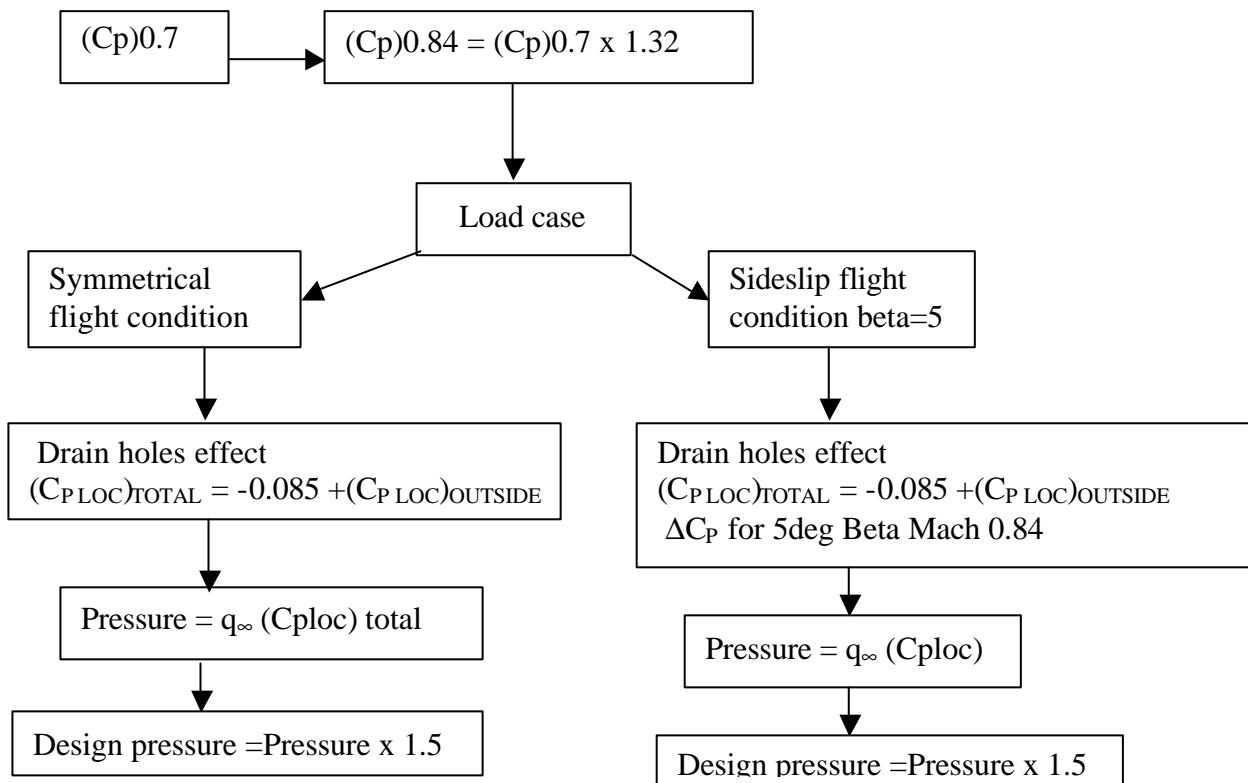 (Cp)0.7
(Cp)0.84 = (Cp)0.7 x 1.32
Load case
Symmetrical
flight condition
Sideslip flight
condition beta=5
Drain holes effect
(CP LOC)TOTAL = -0.085 +(CP LOC)OUTSIDE
Drain holes effect
(CP LOC)TOTAL = -0.085 +(CP LOC)OUTSIDE
ΔCP for 5deg Beta Mach 0.84
Pressure = q∞ (Cploc) total
Pressure = q∞ (Cploc)
Design pressure =Pressure x 1.5
Design pressure =Pressure x 1.5